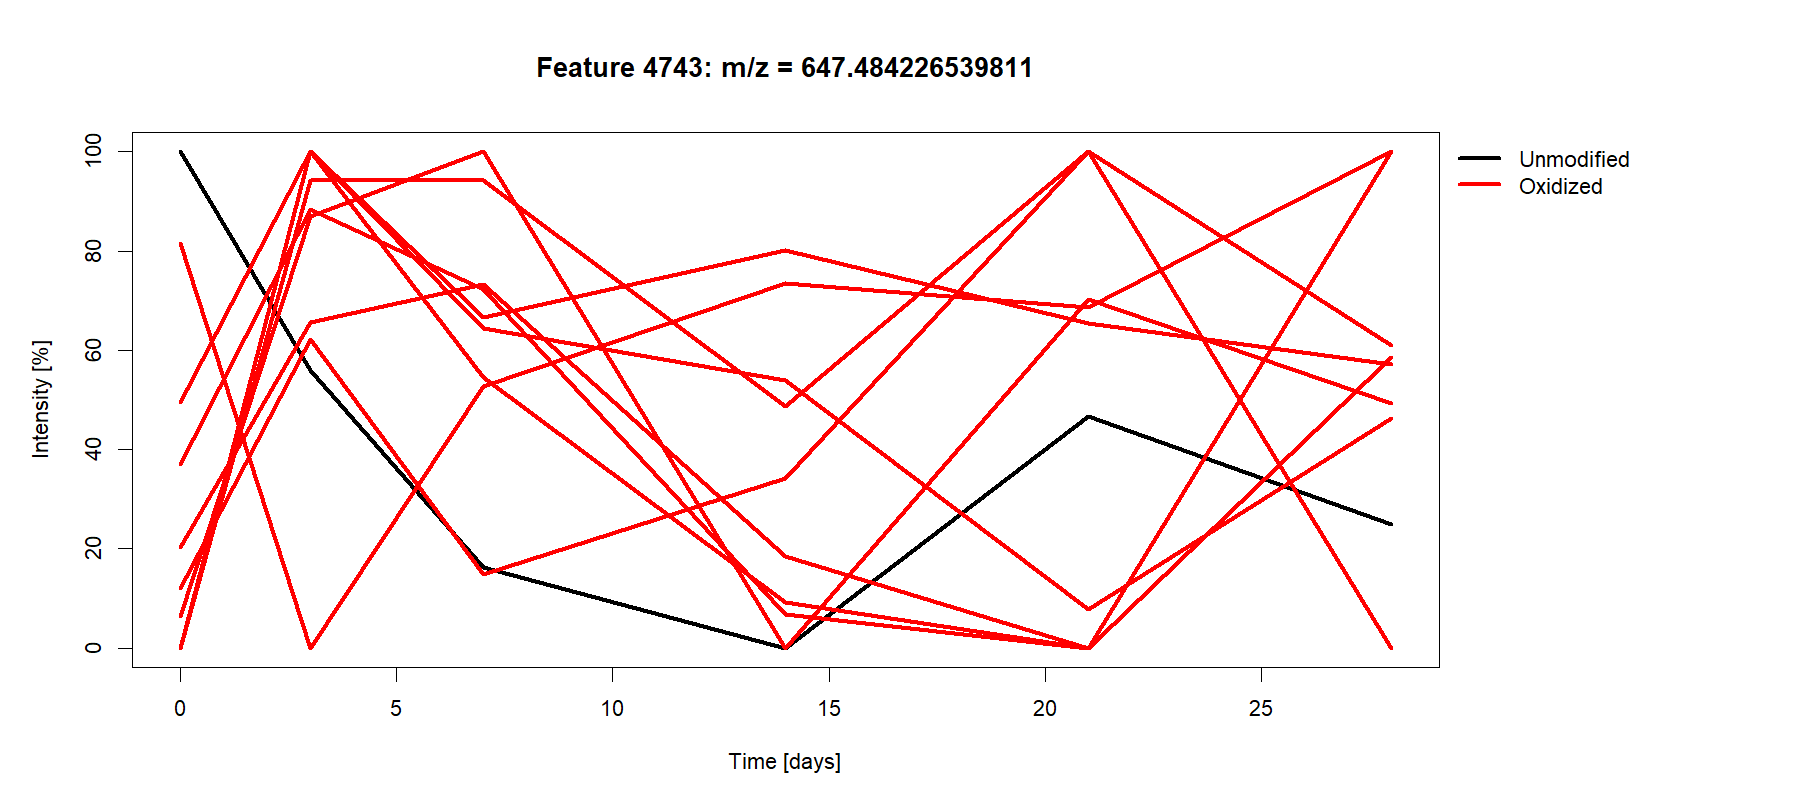 Feature 4743: m/z = 647.484226539811
Unmodified
Oxidized
Intensity [%]
100
80
60
40
20
0
0 5 10 15 20 25
Time [days]